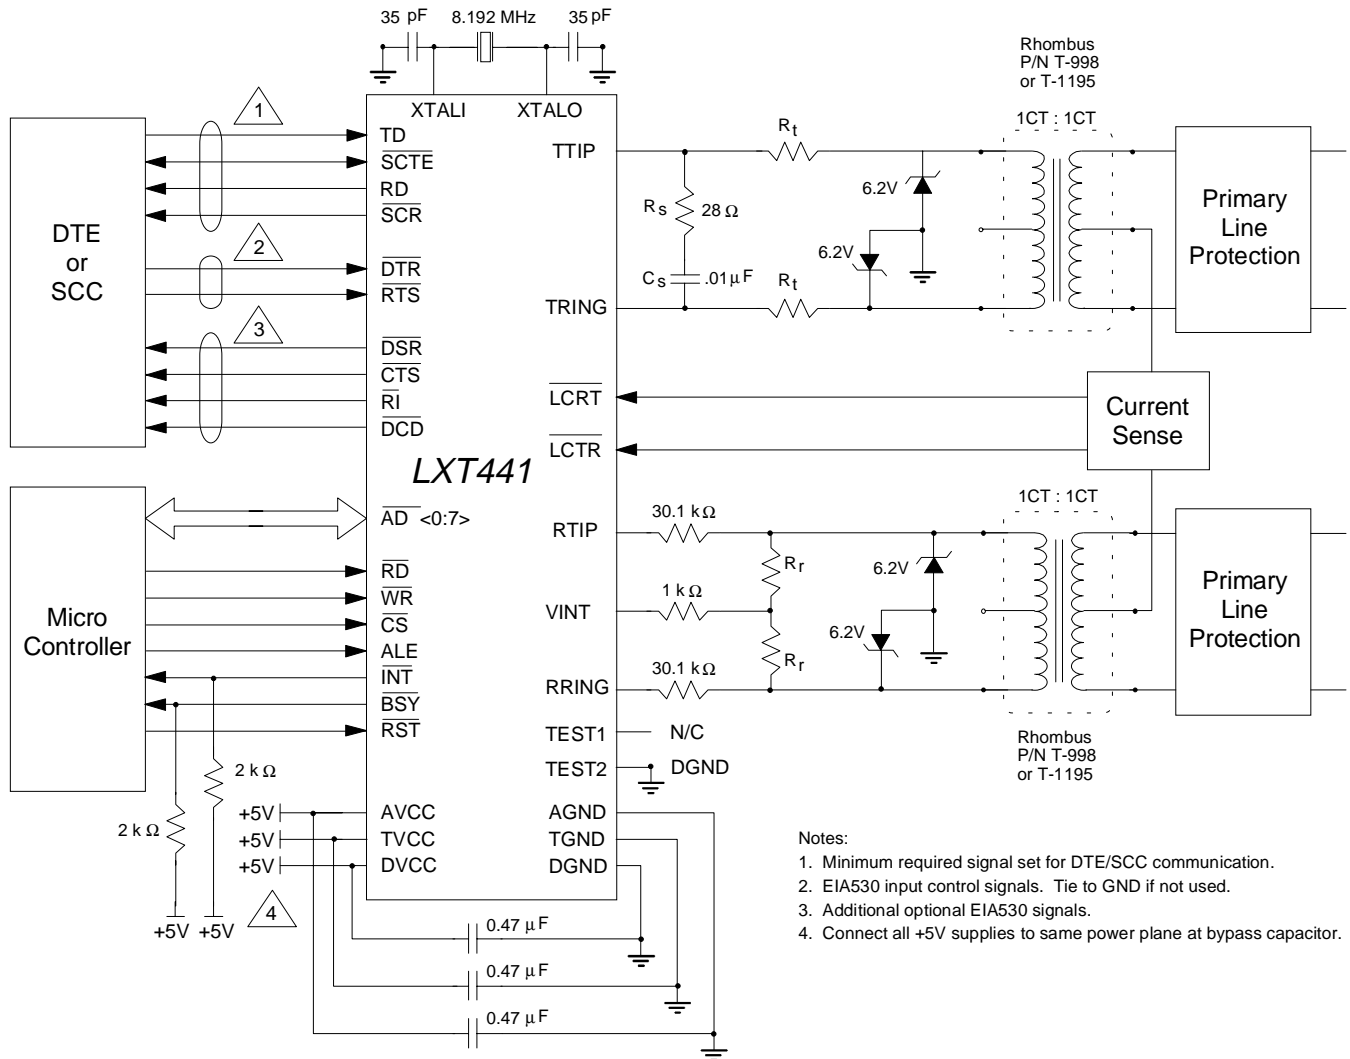 35 pF
8.192 MHz
35 pF
XTALI
XTALO
Rhombus
P/N T-998
or T-1195
1CT : 1CT
1
2
3
DTE
or
SCC
TD
SCTE
RD
SCR
DTR
RTS
DSR
CTS
RI
DCD
LXT441
TTIP
TRING
LCRT
LCTR
Rt
Rs
28 Ω
Cs
.01 µF
Rt
6.2V
6.2V
Primary
Line
Protection
Current
Sense
Micro
Controller
AD <0:7>
RD
WR
CS
ALE
INT
BSY
RST
RTIP
VINT
RRING
TEST1
N/C
TEST2
DGND
30.1 kΩ
1 kΩ
30.1 kΩ
Rr
Rr
6.2V
6.2V
1CT : 1CT
Rhombus
P/N T-998
or T-1195
Primary
Line
Protection
2 kΩ
2 kΩ
+5V
+5V
+5V
+5V
+5V
4
AVCC
TVCC
DVCC
AGND
TGND
DGND
0.47 µF
0.47 µF
0.47 µF
Notes:
1. Minimum required signal set for DTE/SCC communication.
2. EIA530 input control signals. Tie to GND if not used.
3. Additional optional EIA530 signals.
4. Connect all +5V supplies to same power plane at bypass capacitor.